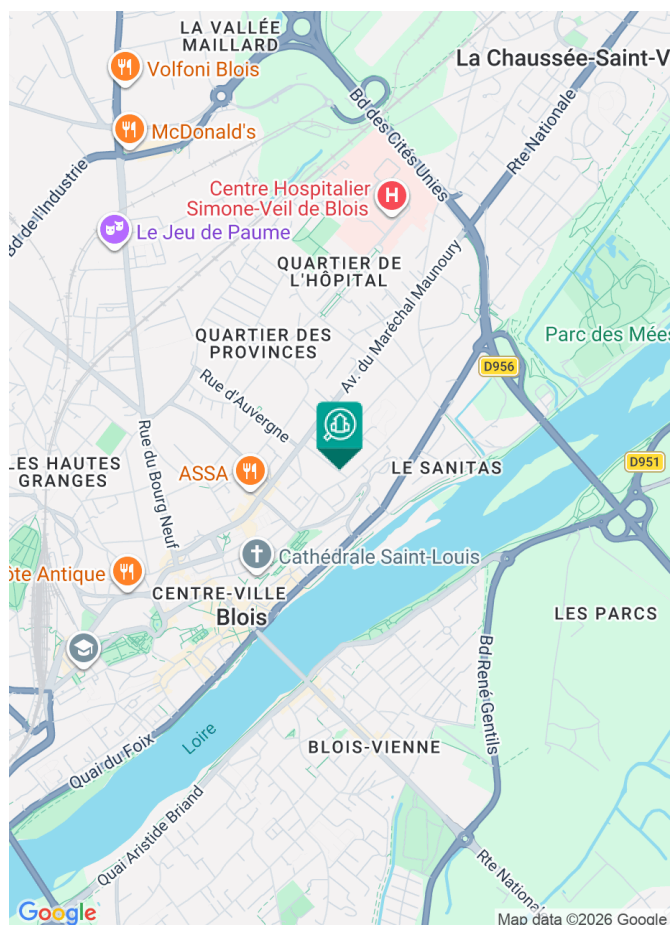 LA VALLÉE
MAILLARD
Volfoni Blois
La Chaussée-Saint-V
Bd des Cités Unies
Rte Nationale
McDonald's
Bd de l'Industrie
Centre Hospitalier
Simone-Veil de Blois
H
Le Jeu de Paume
QUARTIER DE
L'HÔPITAL
Av. du Maréchal Maunoury
QUARTIER DES
PROVINCES
Parc des Mées
D956
Rue d'Auvergne
Rue du Bourg Neuf
LES HAUTES
GRANGES
ASSA
LE SANITAS
D951
Cathédrale Saint-Louis
ôte Antique
CENTRE-VILLE
Blois
LES PARCS
Bd René Gentils
Loire
Quai du Foix
BLOIS-VIENNE
Quai Aristide Briand
Rte National
Google
Map data ©2026 Google